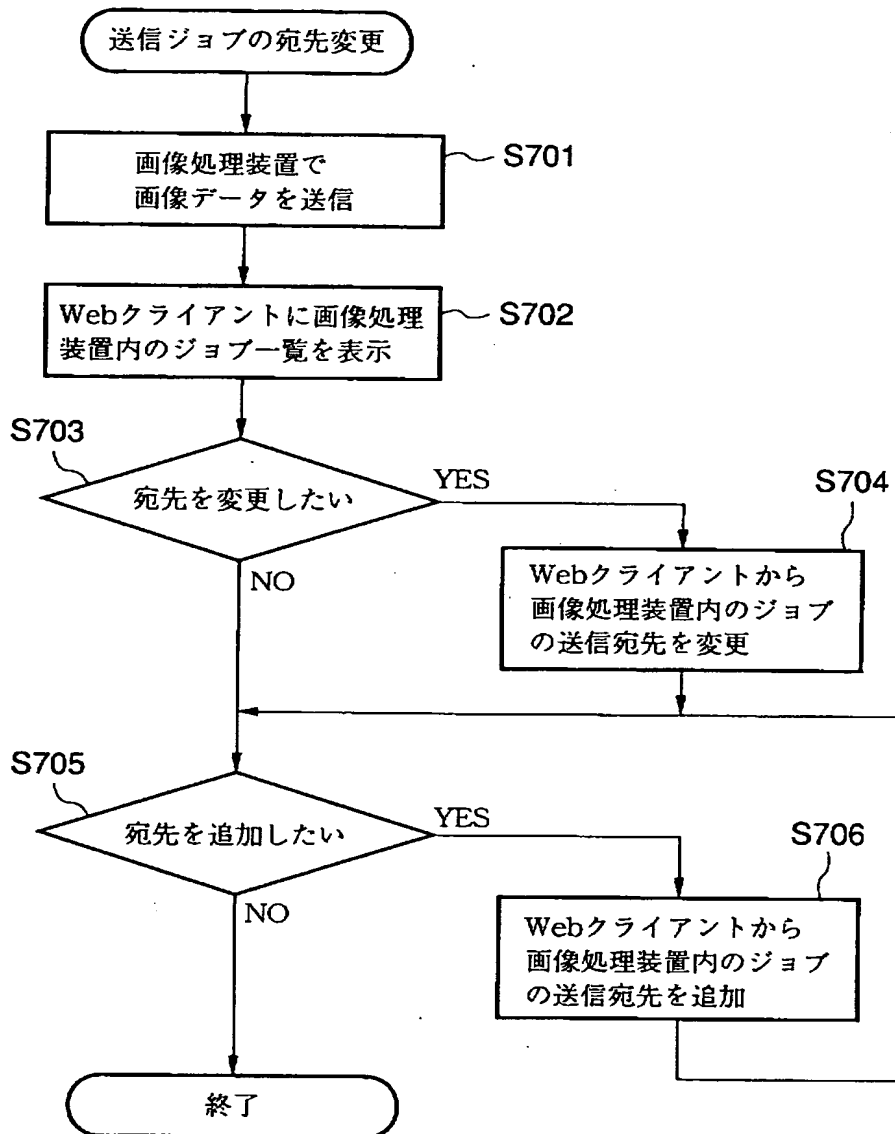 送信ジョブの宛先変更
画像処理装置で
画像データを送信
S701
Webクライアントに画像処理
装置内のジョブ一覧を表示
S702
S703
宛先を変更したい
YES
NO
S704
Webクライアントから
画像処理装置内のジョブ
の送信宛先を変更
S705
宛先を追加したい
YES
NO
S706
Webクライアントから
画像処理装置内のジョブ
の送信宛先を追加
終了